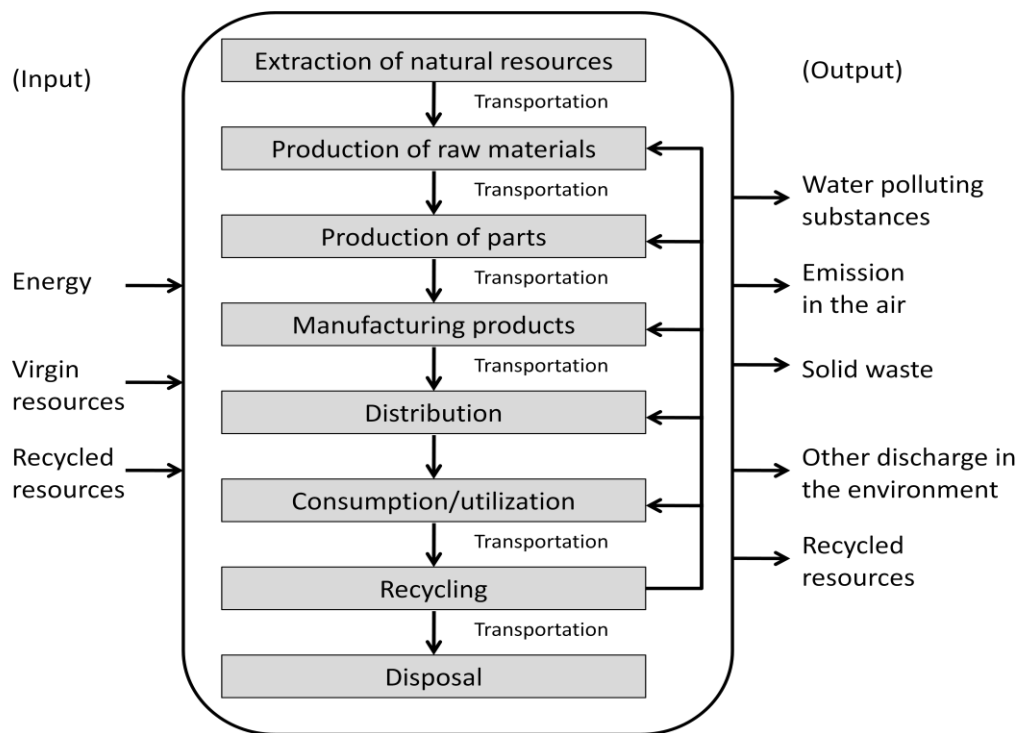 (Input)
Energy
Virgin
resources
Recycled
resources
Extraction of natural resources
Transportation
Production of raw materials
Transportation
Production of parts
Transportation
Manufacturing products
Transportation
Distribution
Consumption/utilization
Transportation
Recycling
Transportation
Disposal
(Output)
Water polluting
substances
Emission
in the air
Solid waste
Other discharge in
the environment
Recycled
resources